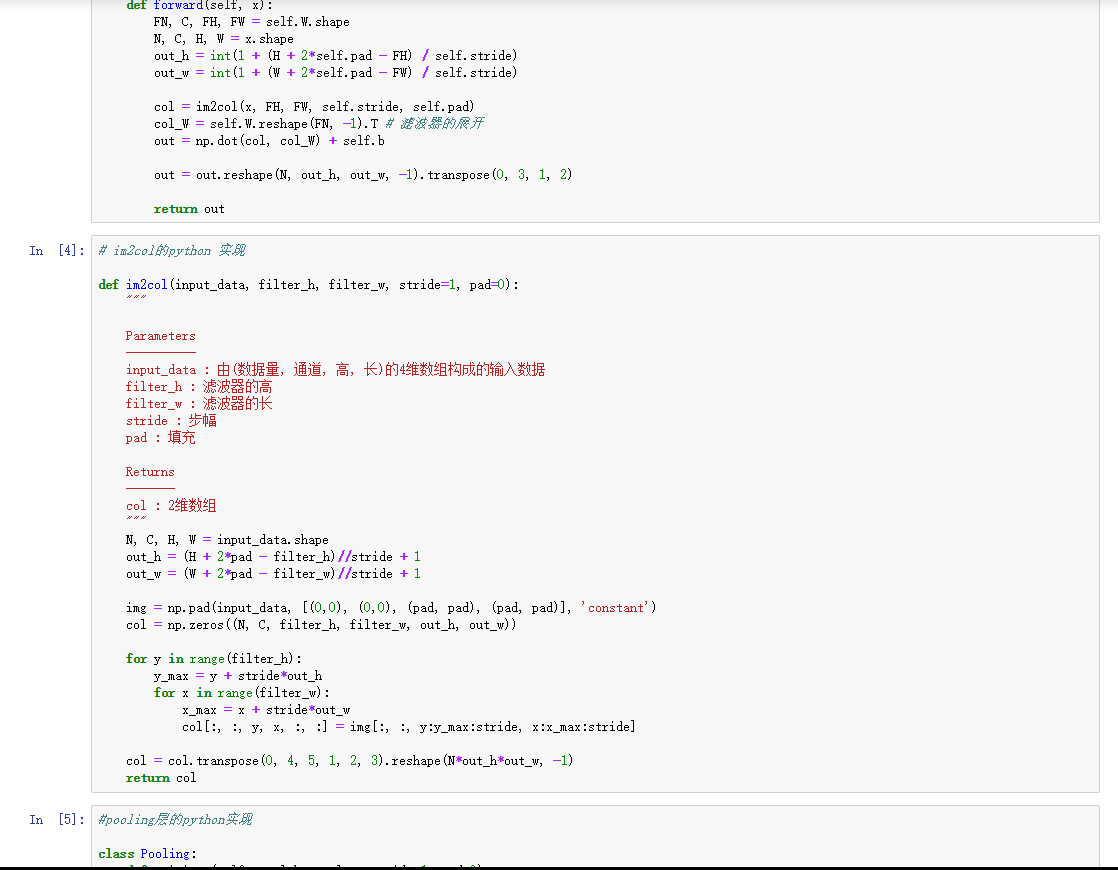 def forward(self, x):
FN, C, FH, FW = self.W.shape
N, C, H, W = x.shape
out_h = int(1 + (H + 2*self.pad - FH) / self.stride)
out_w = int(1 + (W + 2*self.pad - FW) / self.stride)
col = im2col(x, FH, FW, self.stride, self.pad)
col_W = self.W.reshape(FN, -1).T # 滤波器的展开
out = np.dot(col, col_W) + self.b
out = out.reshape(N, out_h, out_w, -1).transpose(0, 3, 1, 2)
return out
In [4]: # im2col的python 实现
def im2col(input_data, filter_h, filter_w, stride=1, pad=0):
"""
Parameters
----------
input_data : 由(数据量, 通道, 高, 长)的4维数组构成的输入数据
filter_h : 滤波器的高
filter_w : 滤波器的长
stride : 步幅
pad : 填充
Returns
-------
col : 2维数组
"""
N, C, H, W = input_data.shape
out_h = (H + 2*pad - filter_h)//stride + 1
out_w = (W + 2*pad - filter_w)//stride + 1
img = np.pad(input_data, [(0,0), (0,0), (pad, pad), (pad, pad)], 'constant')
col = np.zeros((N, C, filter_h, filter_w, out_h, out_w))
for y in range(filter_h):
y_max = y + stride*out_h
for x in range(filter_w):
x_max = x + stride*out_w
col[:, :, y, x, :, :] = img[:, :, y:y_max:stride, x:x_max:stride]
col = col.transpose(0, 4, 5, 1, 2, 3).reshape(N*out_h*out_w, -1)
return col
In [5]: #pooling层的python实现
class Pooling: